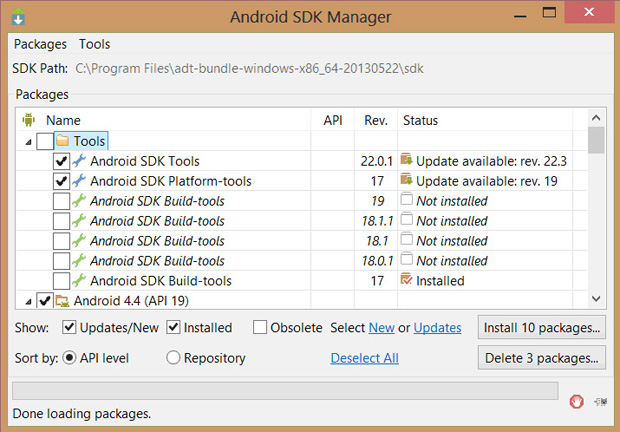 Android SDK Manager
Packages Tools
SDK Path: C:\Program Files\adt-bundle-windows-x86_64-20130522\sdk
Packages
Name API Rev. Status
Tools
Android SDK Tools 22.0.1 Update available: rev. 22.3
Android SDK Platform-tools 17 Update available: rev. 19
Android SDK Build-tools 19 Not installed
Android SDK Build-tools 18.1.1 Not installed
Android SDK Build-tools 18.1 Not installed
Android SDK Build-tools 18.0.1 Not installed
Android SDK Build-tools 17 Installed
Android 4.4 (API 19)
Show: Updates/New Installed Obsolete Select New or Updates Install 10 packages...
Sort by: API level Repository Deselect All Delete 3 packages...
Done loading packages.